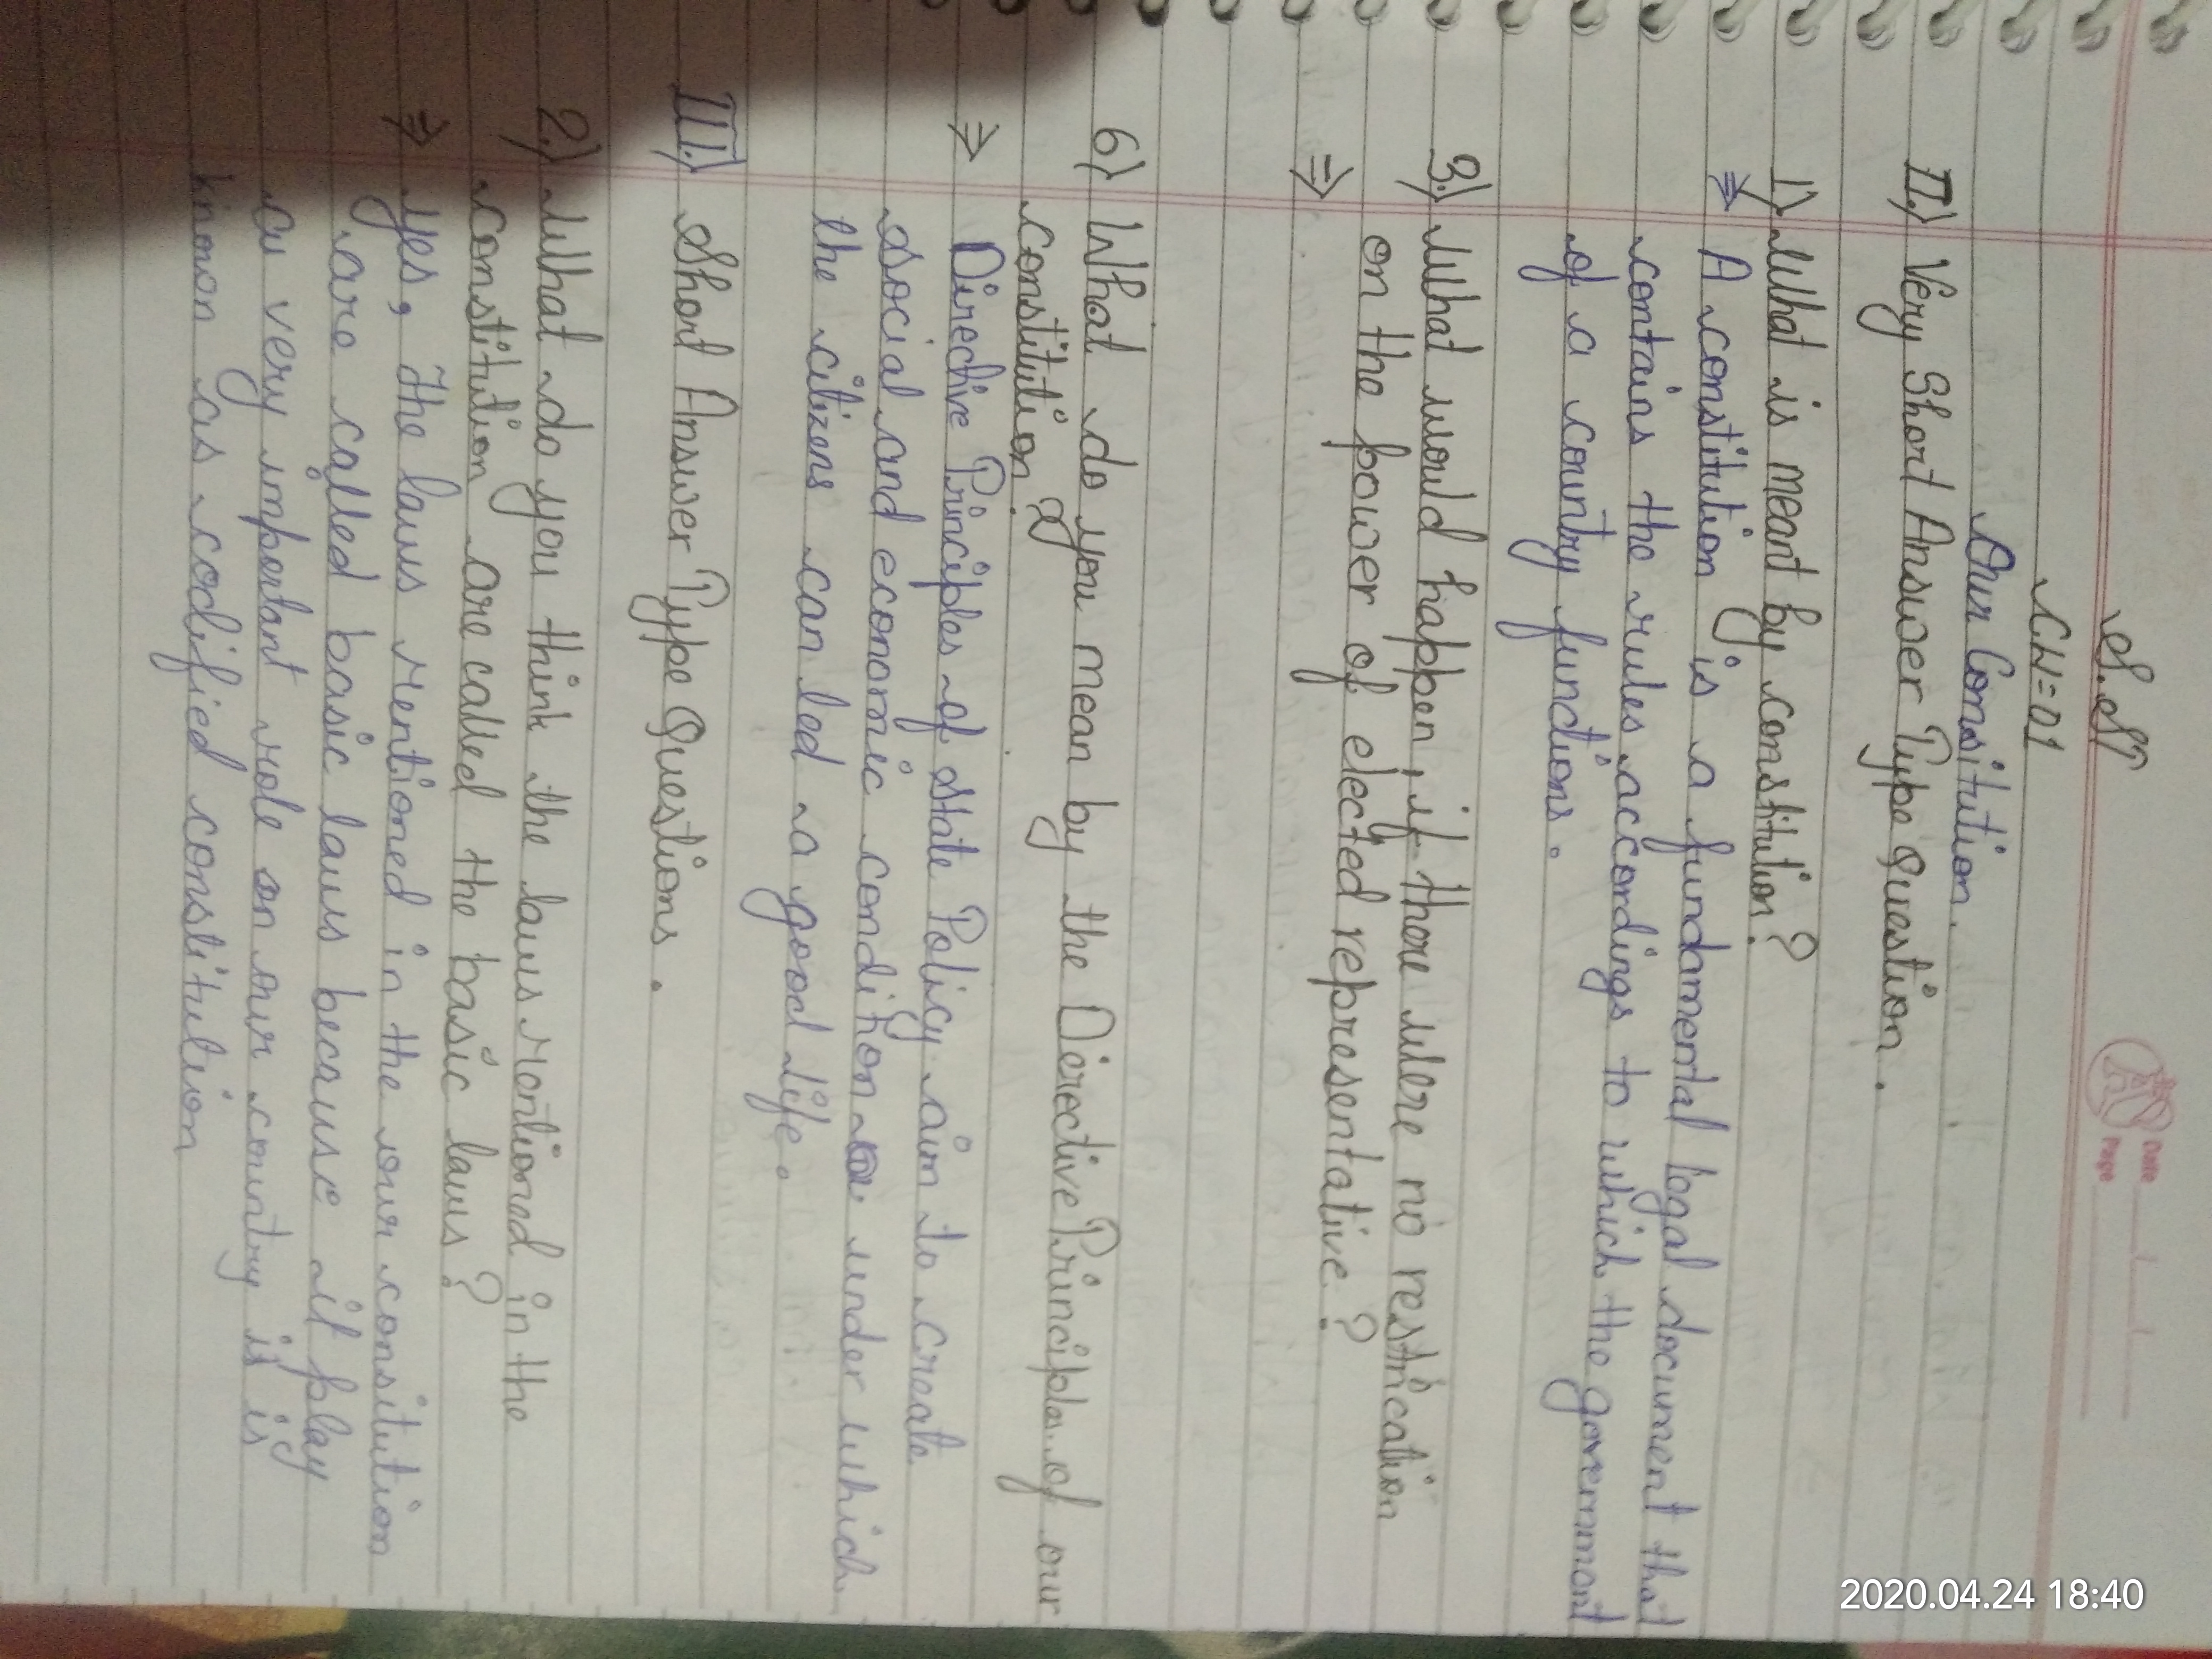 S.ST
Date
Page
CH=01
Our Consitution.
II.) Very Short Answer Type Question.
1.) What is meant by constitution?
⇒ A constitution is a fundamental legal document that
contains the rules accordings to which the government
of a country functions.
3.) What would happen if there were no restrication
on the power of elected representative?
⇒
6) What do you mean by the Directive Principles of our
constitution?
⇒ Directive Principles of state Policy aim to create
social and economic condition under which
the citizens can led a good life.
III.) Short Answer Type Questions.
2.) What do you think the laws mentioned in the
constitution are called the basic laws?
⇒ yes, the laws mentioned in the our consitution
are called basic laws because it play
a very important role on our country is is
known as codified constitution
2020.04.24 18:40